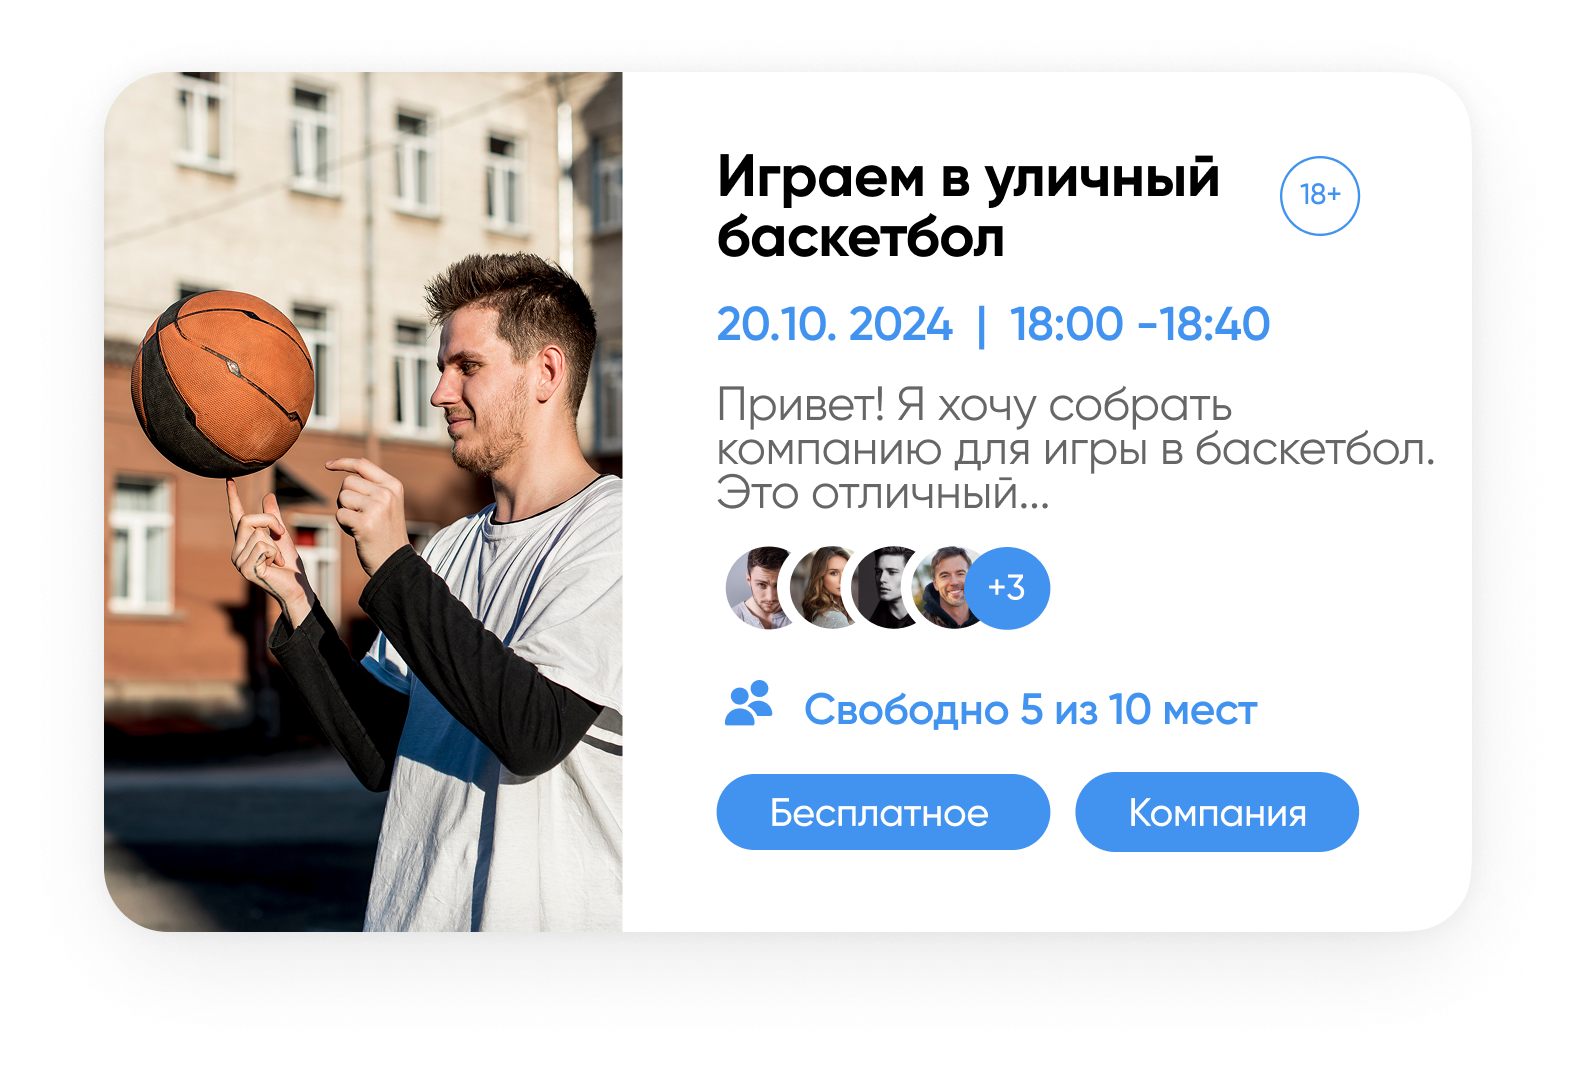 Играем в уличный
баскетбол
18+
20.10. 2024 | 18:00 -18:40
Привет! Я хочу собрать
компанию для игры в баскетбол.
Это отличный...
+3
Свободно 5 из 10 мест
Бесплатное
Компания